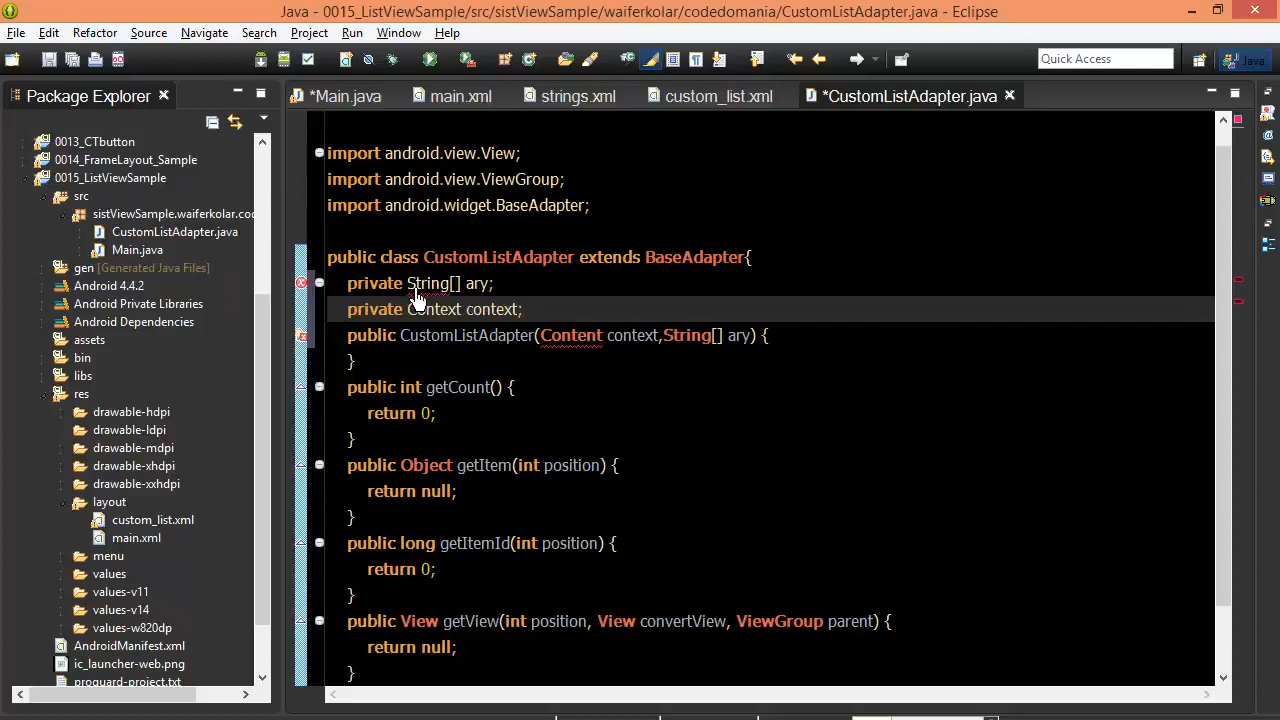 Java - 0015_ListViewSample/src/sistViewSample/waiferkolar/codedomania/CustomListAdapter.java - Eclipse
File Edit Refactor Source Navigate Search Project Run Window Help
Quick Access
Java
Package Explorer
*Main.java
main.xml
strings.xml
custom_list.xml
*CustomListAdapter.java
0013_CTbutton
0014_FrameLayout_Sample
0015_ListViewSample
src
sistViewSample.waiferkolar.co
CustomListAdapter.java
Main.java
gen [Generated Java Files]
Android 4.4.2
Android Private Libraries
Android Dependencies
assets
bin
libs
res
drawable-hdpi
drawable-ldpi
drawable-mdpi
drawable-xhdpi
drawable-xxhdpi
layout
custom_list.xml
main.xml
menu
values
values-v11
values-v14
values-w820dp
AndroidManifest.xml
ic_launcher-web.png
proguard-project.txt
import android.view.View;
import android.view.ViewGroup;
import android.widget.BaseAdapter;
public class CustomListAdapter extends BaseAdapter{
private String[] ary;
private Context context;
public CustomListAdapter(Content context,String[] ary) {
}
public int getCount() {
return 0;
}
public Object getItem(int position) {
return null;
}
public long getItemId(int position) {
return 0;
}
public View getView(int position, View convertView, ViewGroup parent) {
return null;
}